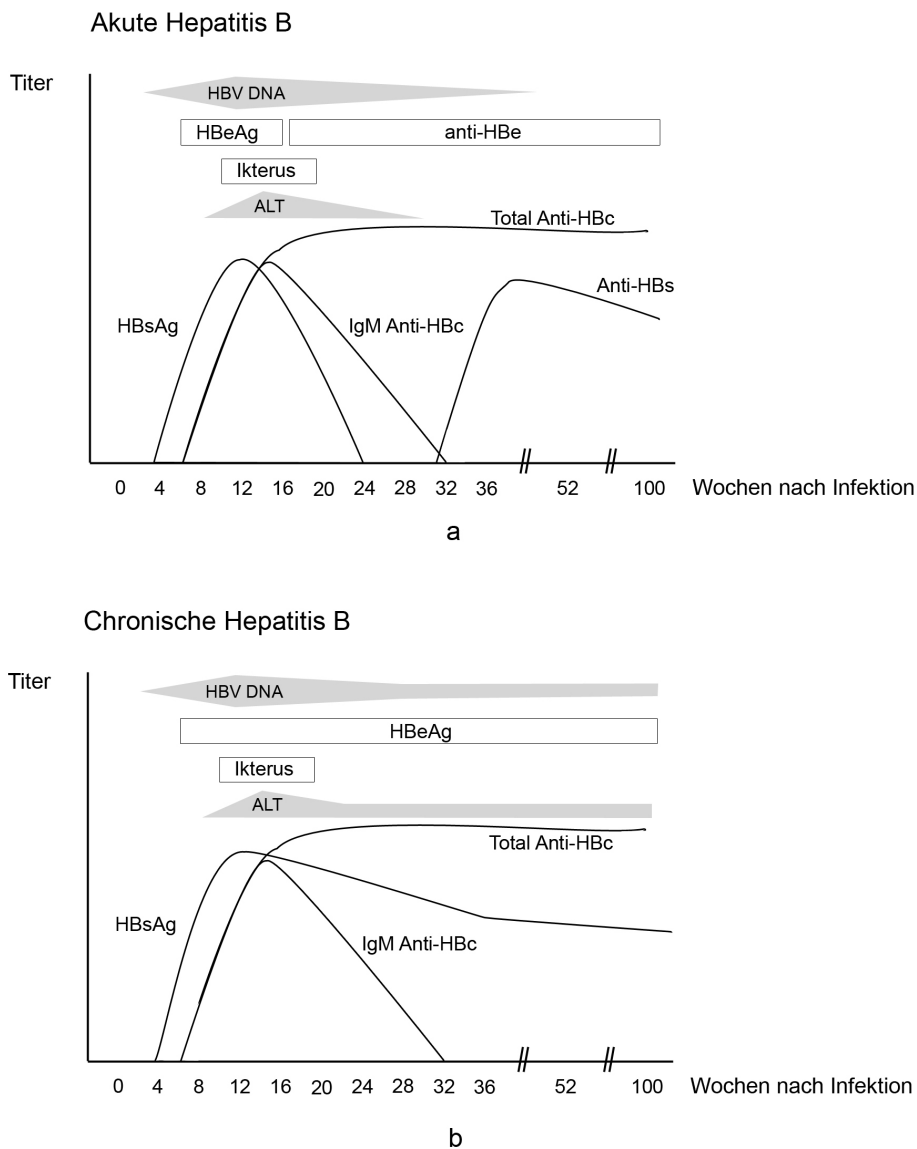 Akute Hepatitis B
Titer
HBV DNA
HBeAg anti-HBe
Ikterus
ALT
Total Anti-HBc
Anti-HBs
HBsAg IgM Anti-HBc
0 4 8 12 16 20 24 28 32 36 52 100 Wochen nach Infektion
a
Chronische Hepatitis B
Titer
HBV DNA
HBeAg
Ikterus
ALT
Total Anti-HBc
HBsAg
IgM Anti-HBc
0 4 8 12 16 20 24 28 32 36 52 100 Wochen nach Infektion
b